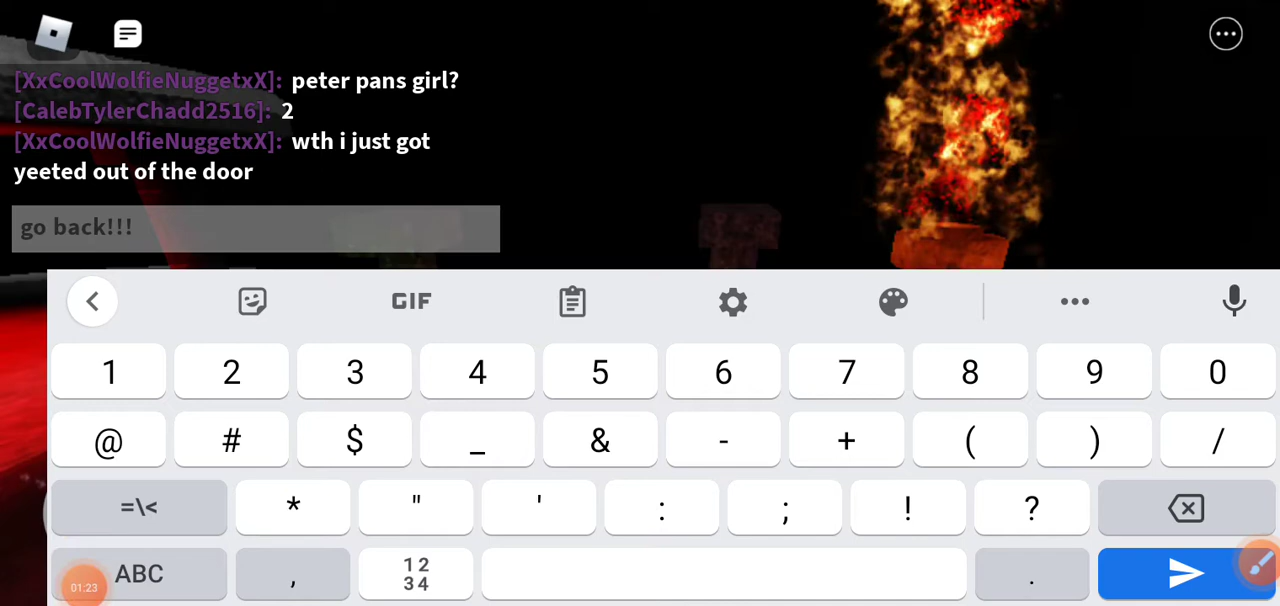 [XxCoolWolfieNuggetxX]: peter pans girl?
[CalebTylerChadd2516]: 2
[XxCoolWolfieNuggetxX]: wth i just got
yeeted out of the door
go back!!!
GIF
1 2 3 4 5 6 7 8 9 0
@ # $ _ & - + ( ) /
=\< * " ' : ; ! ?
ABC , 12 34 .
01:23